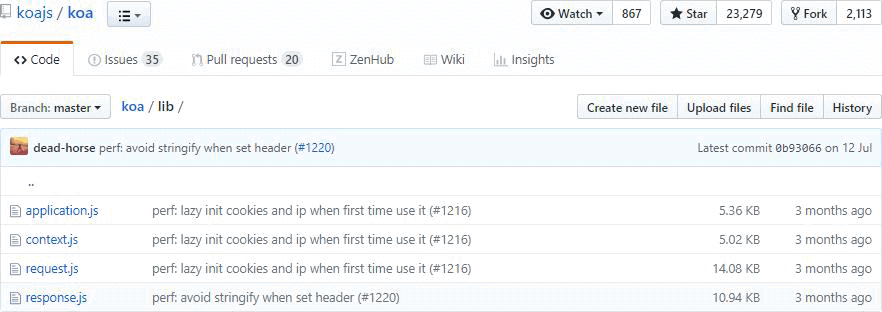 koajs / koa
Watch 867 Star 23,279 Fork 2,113
Code Issues 35 Pull requests 20 ZenHub Wiki Insights
Branch: master koa / lib / Create new file Upload files Find file History
dead-horse perf: avoid stringify when set header (#1220) Latest commit 0b93066 on 12 Jul
..
application.js perf: lazy init cookies and ip when first time use it (#1216) 5.36 KB 3 months ago
context.js perf: lazy init cookies and ip when first time use it (#1216) 5.02 KB 3 months ago
request.js perf: lazy init cookies and ip when first time use it (#1216) 14.08 KB 3 months ago
response.js perf: avoid stringify when set header (#1220) 10.94 KB 3 months ago